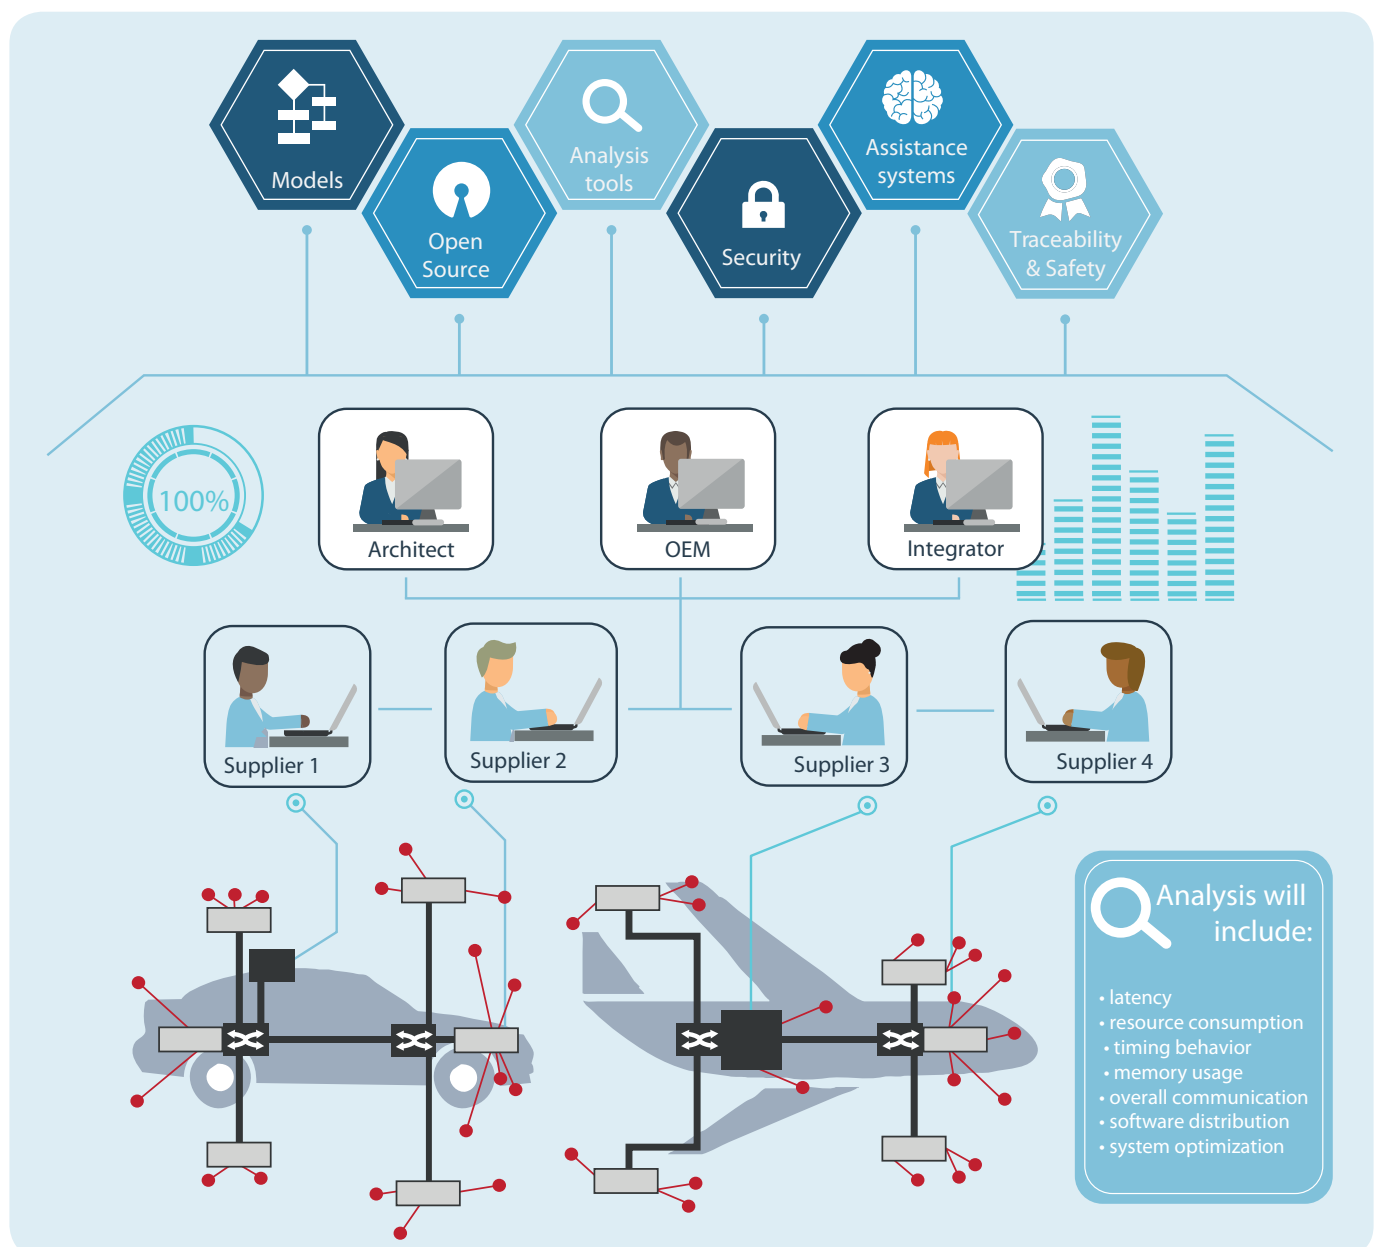 Models
Open
Source
Analysis
tools
Security
Assistance
systems
Traceability
& Safety
100%
Architect
OEM
Integrator
Supplier 1
Supplier 2
Supplier 3
Supplier 4
Analysis will
include:
• latency
• resource consumption
• timing behavior
• memory usage
• overall communication
• software distribution
• system optimization